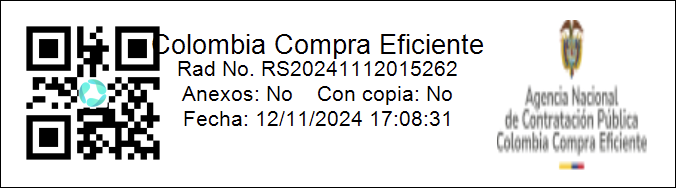 Colombia Compra Eficiente
Rad No. RS20241112015262
Anexos: No Con copia: No
Fecha: 12/11/2024 17:08:31
Agencia Nacional
de Contratación Pública
Colombia Compra Eficiente